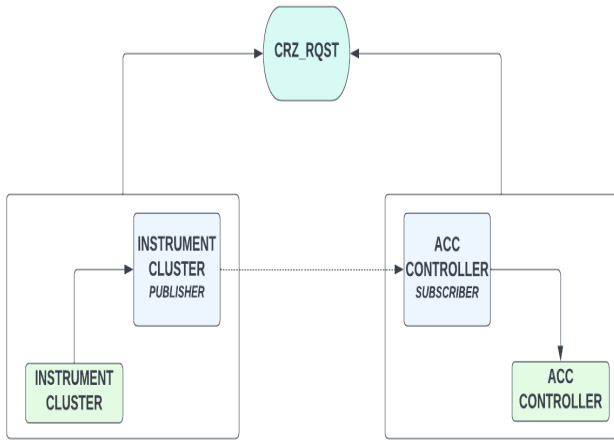 CRZ_RQST
INSTRUMENT
CLUSTER
PUBLISHER
ACC
CONTROLLER
SUBSCRIBER
INSTRUMENT
CLUSTER
ACC
CONTROLLER